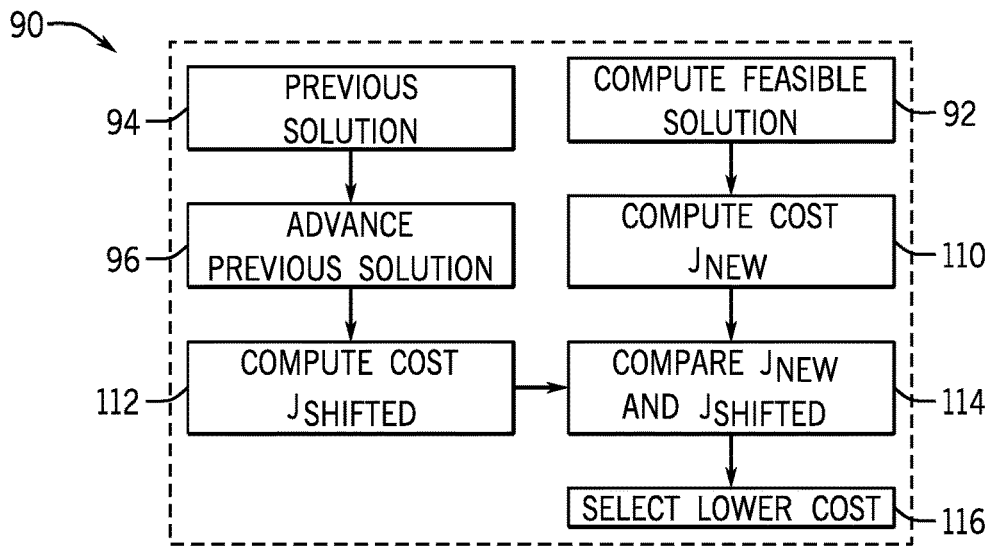 90
94
PREVIOUS
SOLUTION
COMPUTE FEASIBLE
SOLUTION
92
96
ADVANCE
PREVIOUS SOLUTION
COMPUTE COST
JNEW
110
112
COMPUTE COST
JSHIFTED
COMPARE JNEW
AND JSHIFTED
114
SELECT LOWER COST
116